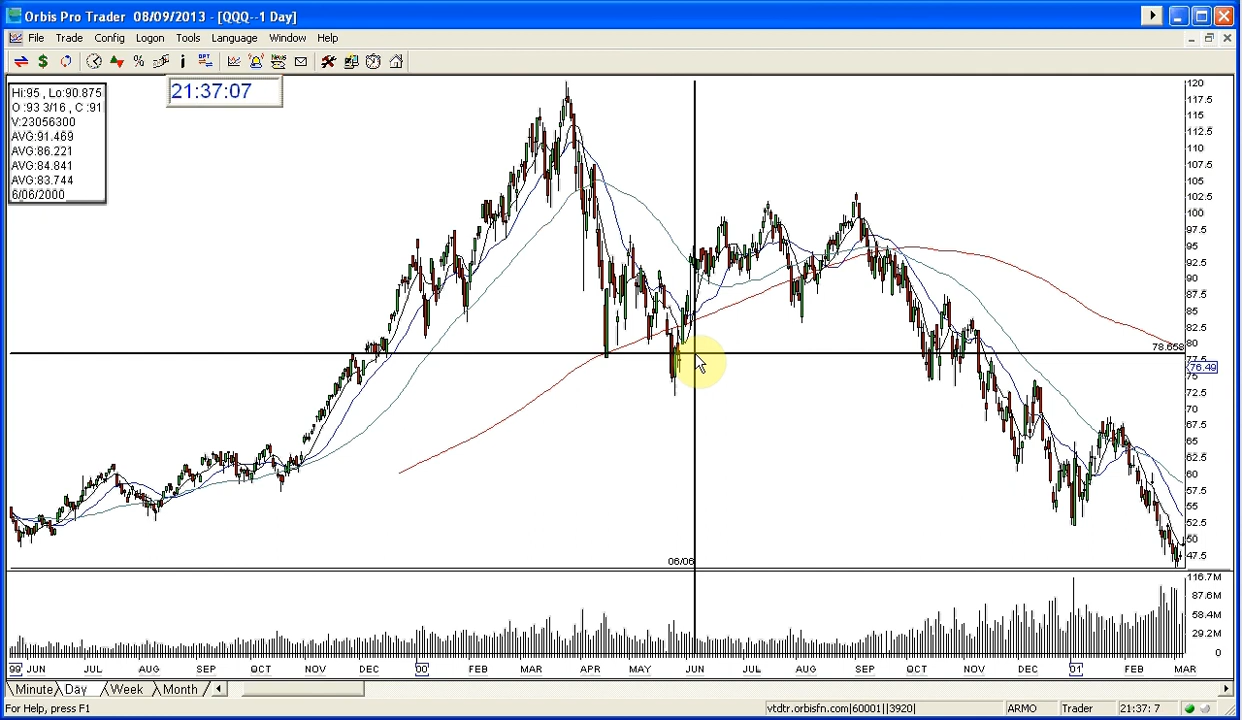 Orbis Pro Trader 08/09/2013 - [QQQ--1 Day]
File Trade Config Logon Tools Language Window Help
21:37:07
Hi:95 , Lo:90.875
O :93 3/16 , C :91
V:23056300
AVG:91.469
AVG:86.221
AVG:84.841
AVG:83.744
6/06/2000
120
117.5
115
112.5
110
107.5
105
102.5
100
97.5
95
92.5
90
87.5
85
82.5
80
78.658
77.5
76.49
75
72.5
70
67.5
65
62.5
60
57.5
55
52.5
50
47.5
06/06
116.7M
87.6M
58.4M
29.2M
0
99 JUN JUL AUG SEP OCT NOV DEC 00 FEB MAR APR MAY JUN JUL AUG SEP OCT NOV DEC 01 FEB MAR
Minute Day Week Month
For Help, press F1 vtdtr.orbisfn.com|60001||3920| ARMO Trader 21:37: 7